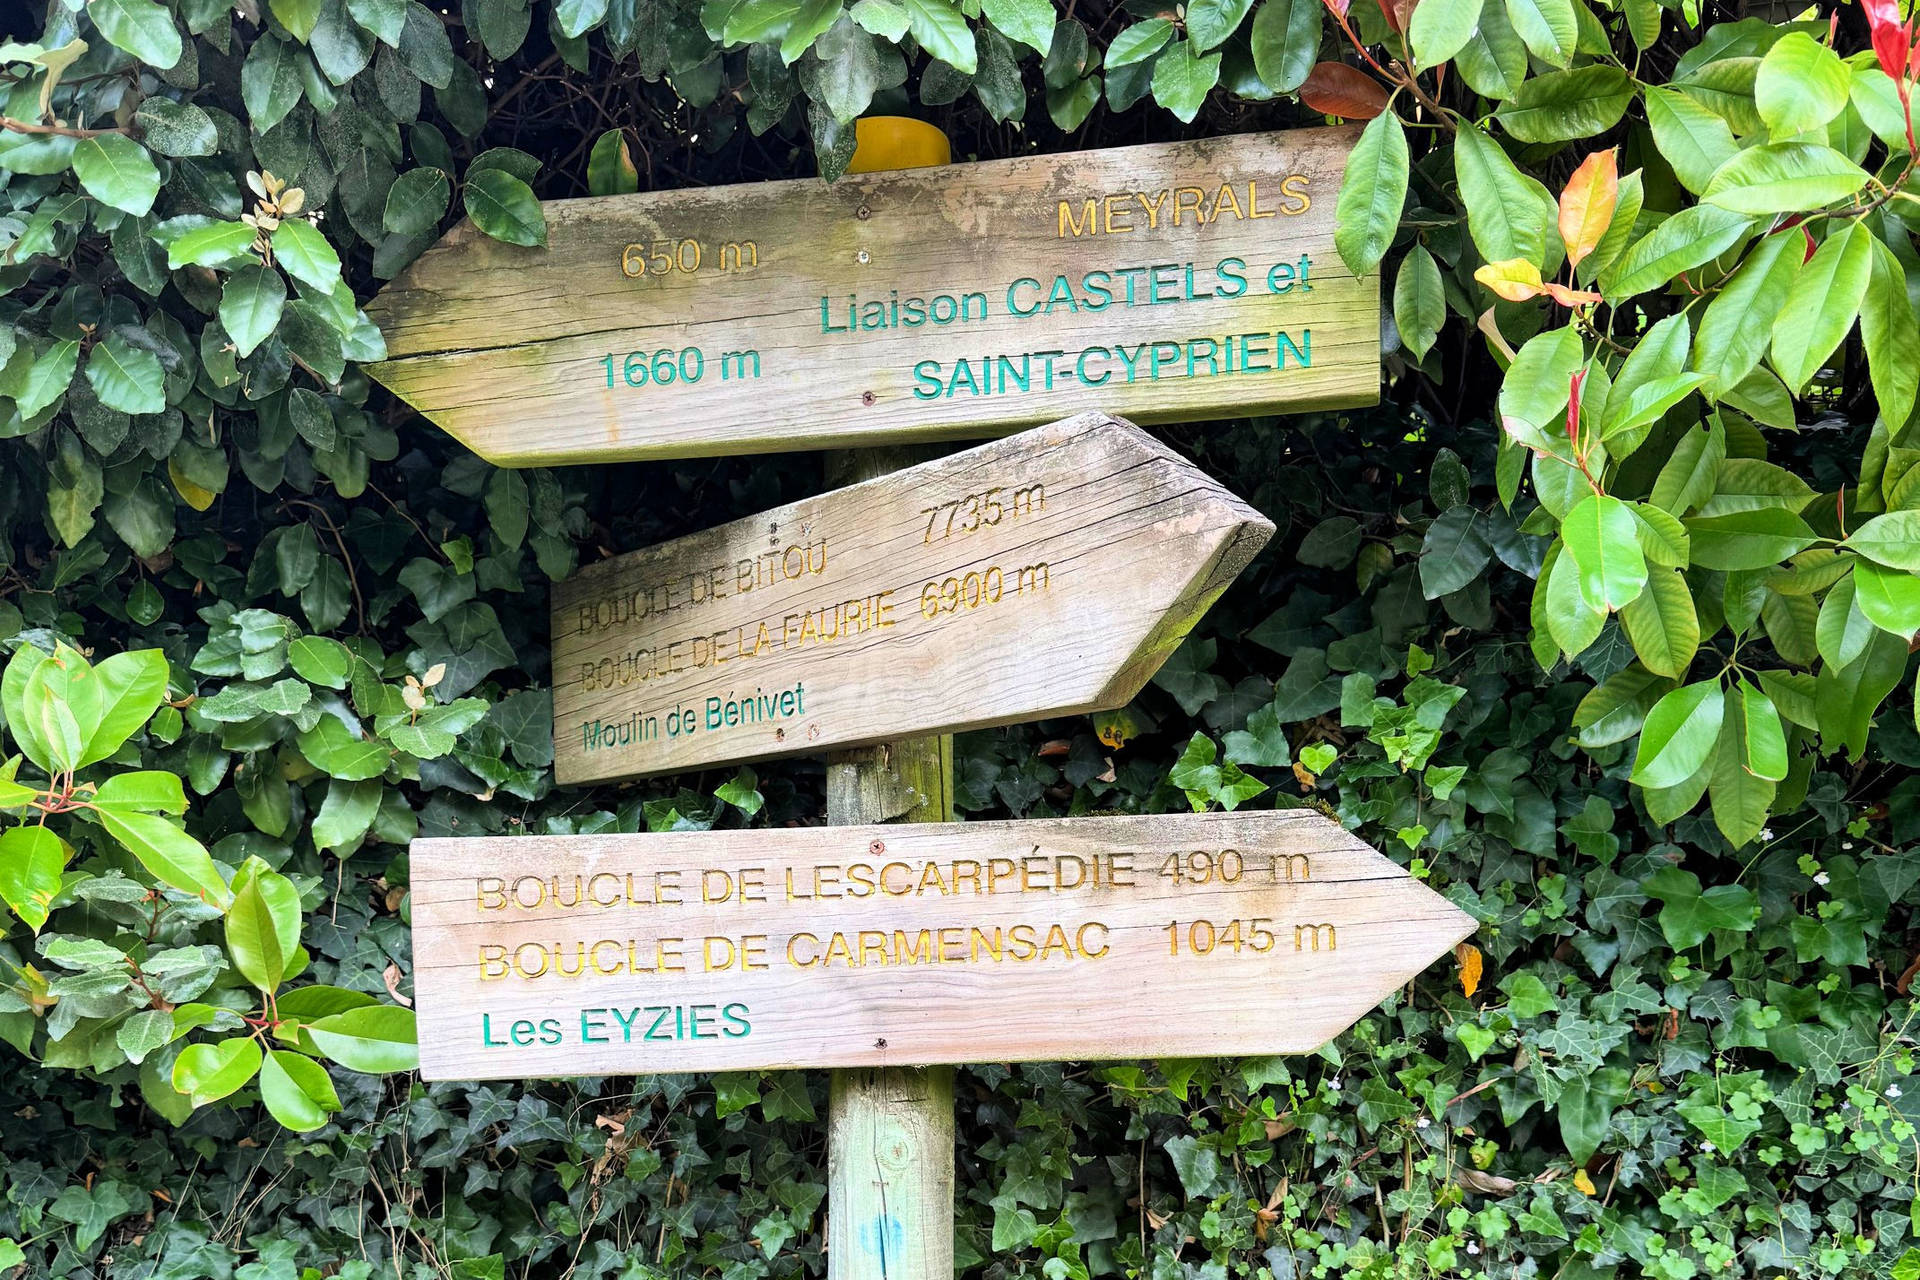 MEYRALS
650 m
Liaison CASTELS et
1660 m SAINT-CYPRIEN
BOUCLE DE BITOU 7735 m
BOUCLE DE LA FAURIE 6900 m
Moulin de Bénivet
BOUCLE DE LESCARPÉDIE 490 m
BOUCLE DE CARMENSAC 1045 m
Les EYZIES